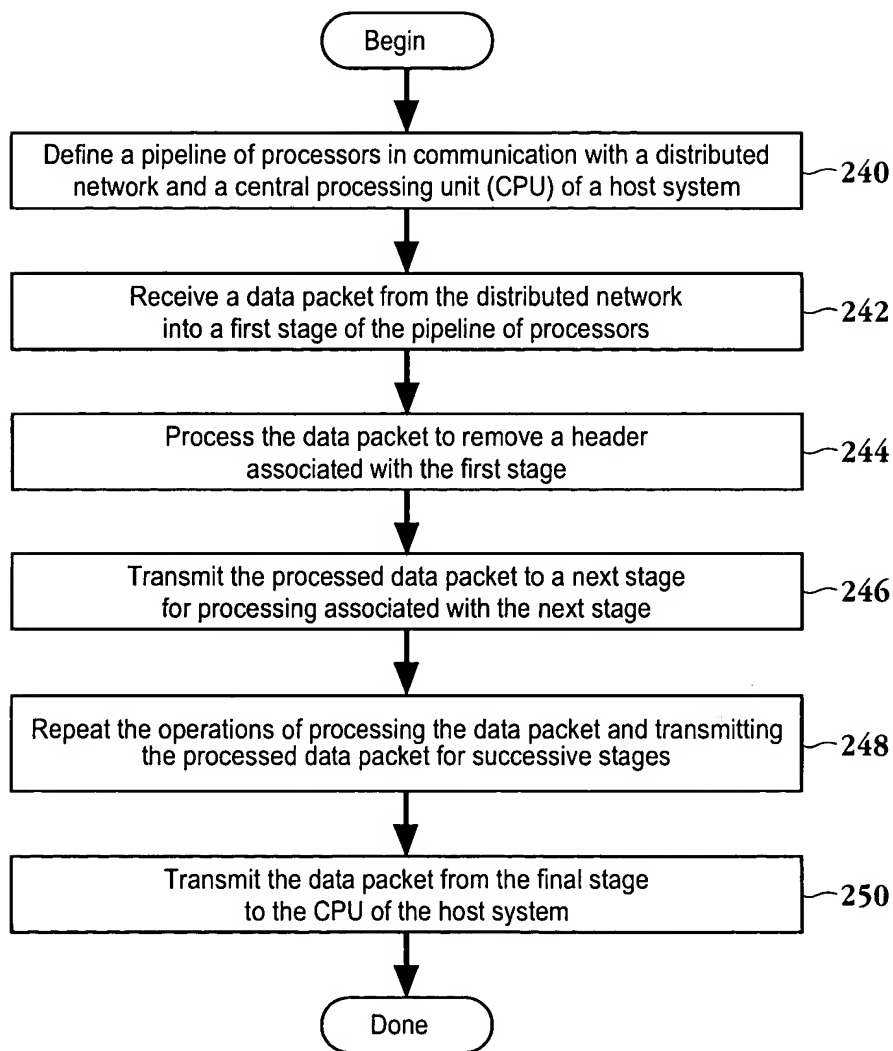 Begin
Define a pipeline of processors in communication with a distributed
network and a central processing unit (CPU) of a host system
240
Receive a data packet from the distributed network
into a first stage of the pipeline of processors
242
Process the data packet to remove a header
associated with the first stage
244
Transmit the processed data packet to a next stage
for processing associated with the next stage
246
Repeat the operations of processing the data packet and transmitting
the processed data packet for successive stages
248
Transmit the data packet from the final stage
to the CPU of the host system
250
Done